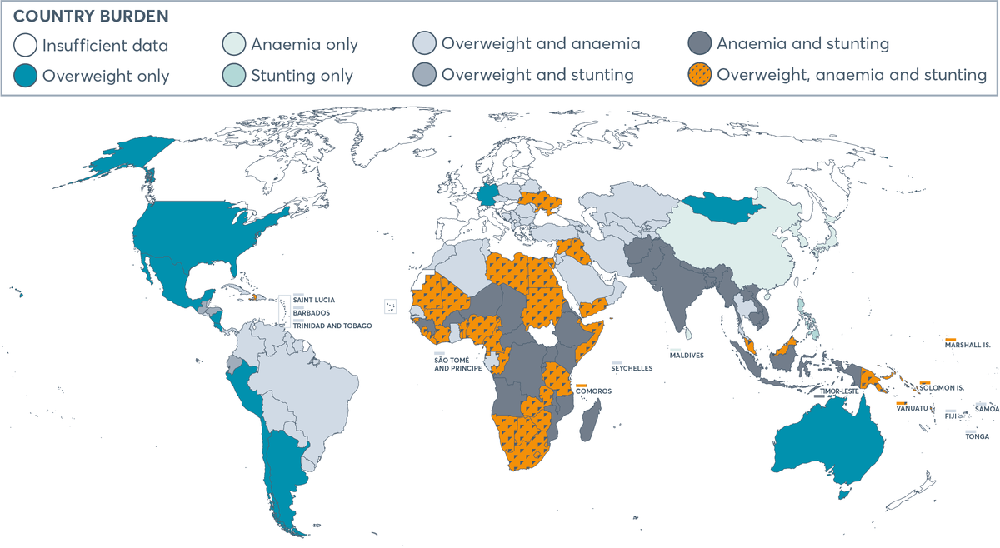 COUNTRY BURDEN
Insufficient data
Anaemia only
Overweight and anaemia
Anaemia and stunting
Overweight only
Stunting only
Overweight and stunting
Overweight, anaemia and stunting
SAINT LUCIA
BARBADOS
TRINIDAD AND TOBAGO
SÃO TOMÉ
AND PRINCIPE
SEYCHELLES
COMOROS
MALDIVES
MARSHALL IS.
TIMOR-LESTE
SOLOMON IS.
VANUATU
FIJI
SAMOA
TONGA